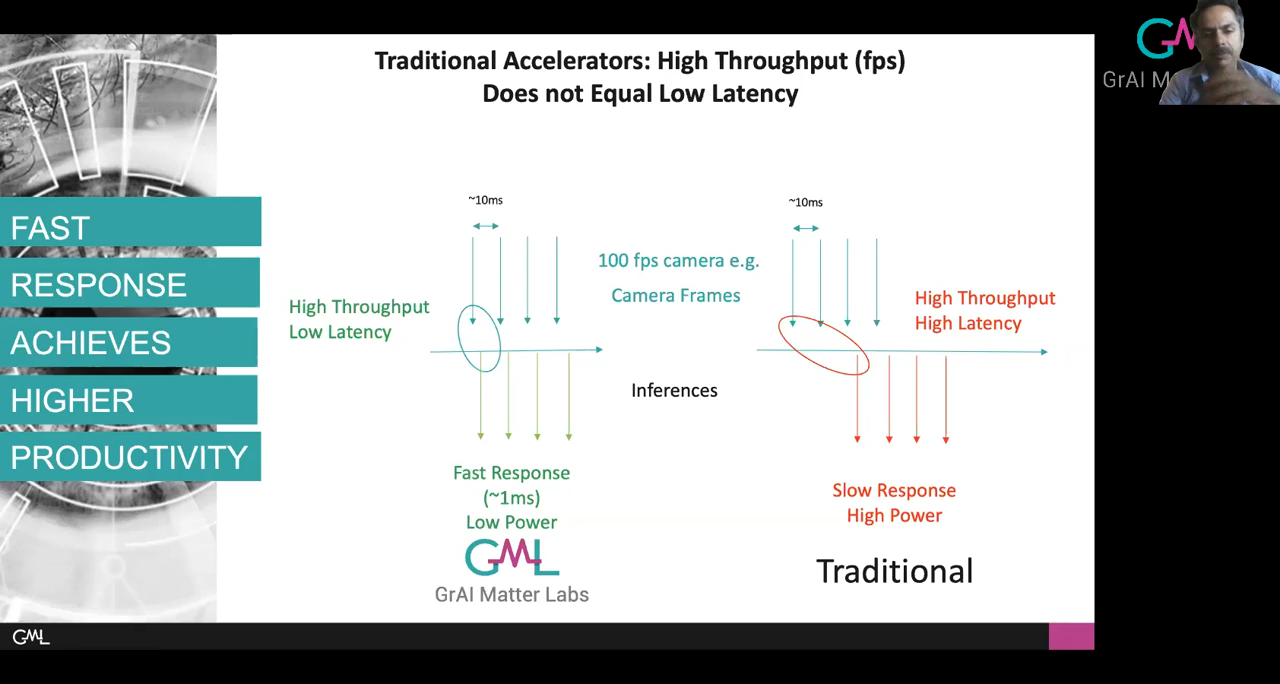 Traditional Accelerators: High Throughput (fps)
Does not Equal Low Latency
GML
FAST
RESPONSE
ACHIEVES
HIGHER
PRODUCTIVITY
~10ms
~10ms
100 fps camera e.g.
Camera Frames
High Throughput
Low Latency
High Throughput
High Latency
Inferences
Fast Response
(~1ms)
Low Power
GML
GrAI Matter Labs
Slow Response
High Power
Traditional
GML